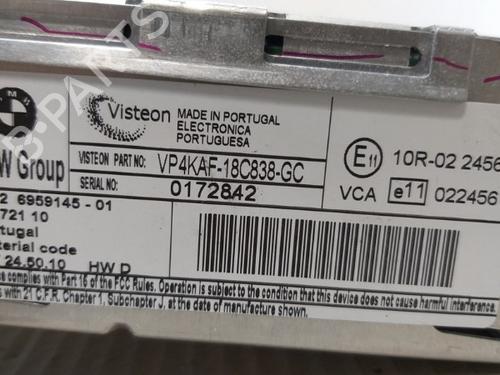 BMW
Visteon
MADE IN PORTUGAL
ELECTRONICA
PORTUGUESA
Group
VISTEON PART NO: VP4KAF-18C838-GC
SERIAL NO: 0172842
E11 10R-02 2456
VCA e11 022456
2 6959145-01
721 10
code
24.50.10 HW D
complies with Part 15 of the FCC Rules. Operation is subject to the condition that this device does not cause harmful interference.
with 21 C.F.R. Chapter 1, Subchapter J, at the date of manufacture shown.
B-Parts